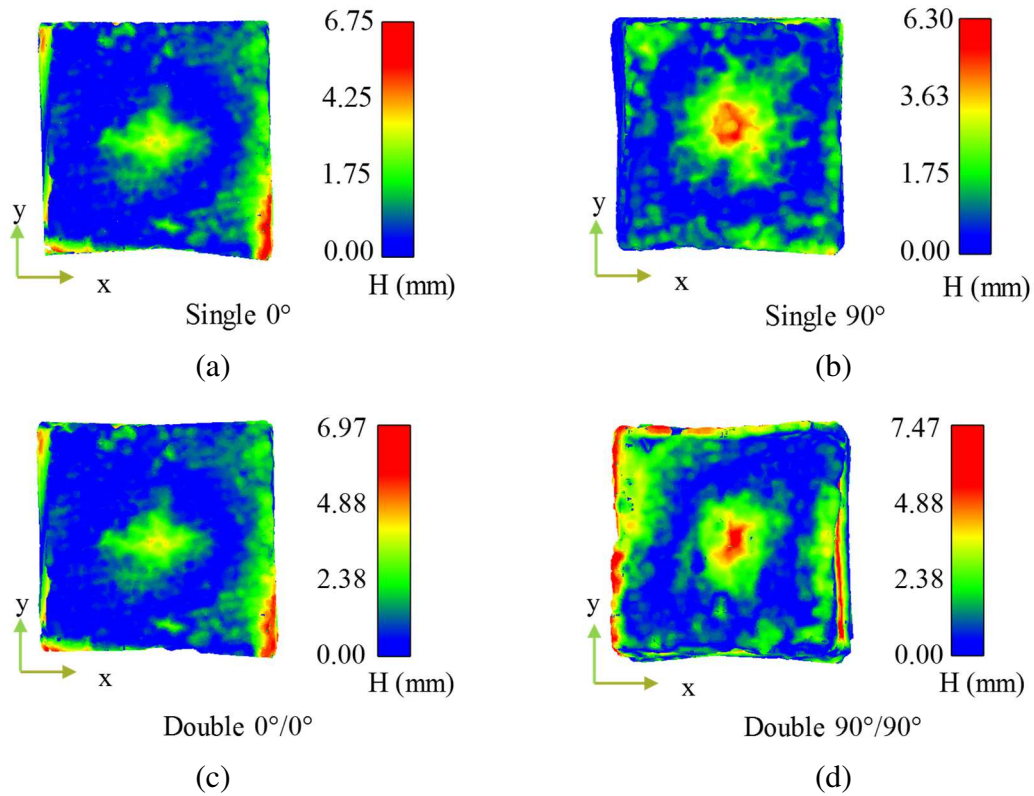 6.75
4.25
1.75
0.00
H (mm)
y
x
Single 0°
(a)
6.30
3.63
1.75
0.00
H (mm)
y
x
Single 90°
(b)
6.97
4.88
2.38
0.00
H (mm)
y
x
Double 0°/0°
(c)
7.47
4.88
2.38
0.00
H (mm)
y
x
Double 90°/90°
(d)